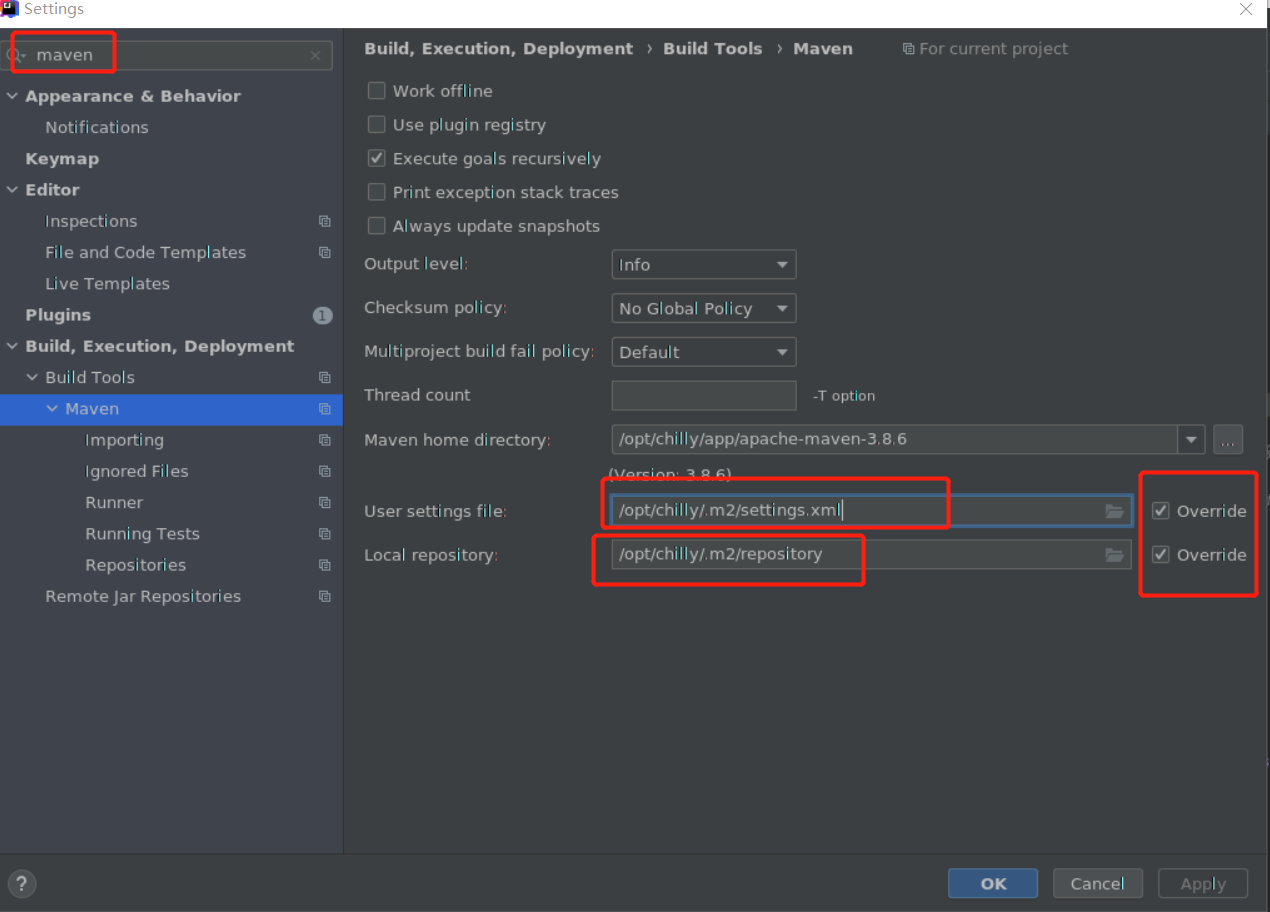 Settings
maven
Appearance & Behavior
Notifications
Keymap
Editor
Inspections
File and Code Templates
Live Templates
Plugins 1
Build, Execution, Deployment
Build Tools
Maven
Importing
Ignored Files
Runner
Running Tests
Repositories
Remote Jar Repositories
Build, Execution, Deployment › Build Tools › Maven For current project
Work offline
Use plugin registry
Execute goals recursively
Print exception stack traces
Always update snapshots
Output level: Info
Checksum policy: No Global Policy
Multiproject build fail policy: Default
Thread count -T option
Maven home directory: /opt/chilly/app/apache-maven-3.8.6 ...
(Version: 3.8.6)
User settings file: /opt/chilly/.m2/settings.xml Override
Local repository: /opt/chilly/.m2/repository Override
? OK Cancel Apply